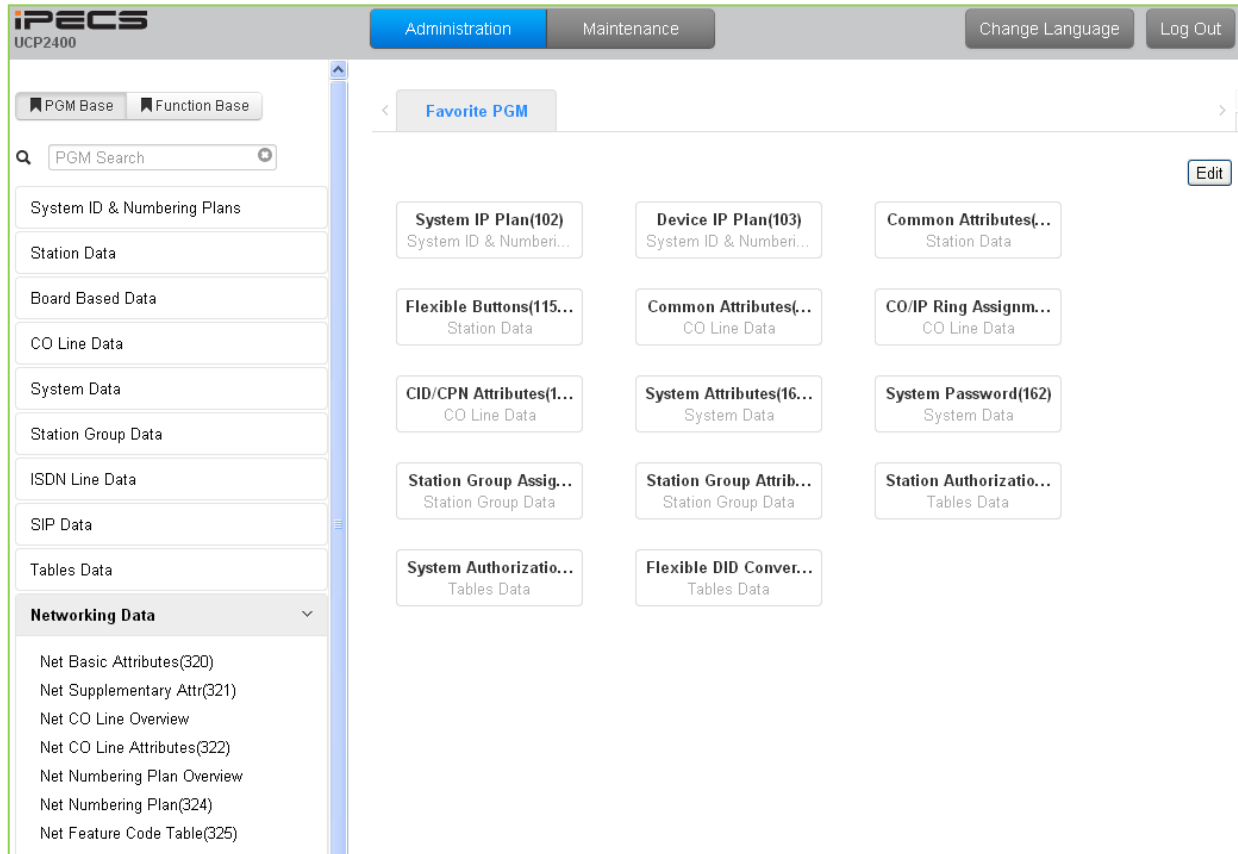 iPECS
UCP2400
Administration
Maintenance
Change Language
Log Out
PGM Base
Function Base
PGM Search
System ID & Numbering Plans
Station Data
Board Based Data
CO Line Data
System Data
Station Group Data
ISDN Line Data
SIP Data
Tables Data
Networking Data
Net Basic Attributes(320)
Net Supplementary Attr(321)
Net CO Line Overview
Net CO Line Attributes(322)
Net Numbering Plan Overview
Net Numbering Plan(324)
Net Feature Code Table(325)
Favorite PGM
Edit
System IP Plan(102)
System ID & Numberi...
Device IP Plan(103)
System ID & Numberi...
Common Attributes(...
Station Data
Flexible Buttons(115...
Station Data
Common Attributes(...
CO Line Data
CO/IP Ring Assignm...
CO Line Data
CID/CPN Attributes(1...
CO Line Data
System Attributes(16...
System Data
System Password(162)
System Data
Station Group Assig...
Station Group Data
Station Group Attrib...
Station Group Data
Station Authorizatio...
Tables Data
System Authorizatio...
Tables Data
Flexible DID Conver...
Tables Data